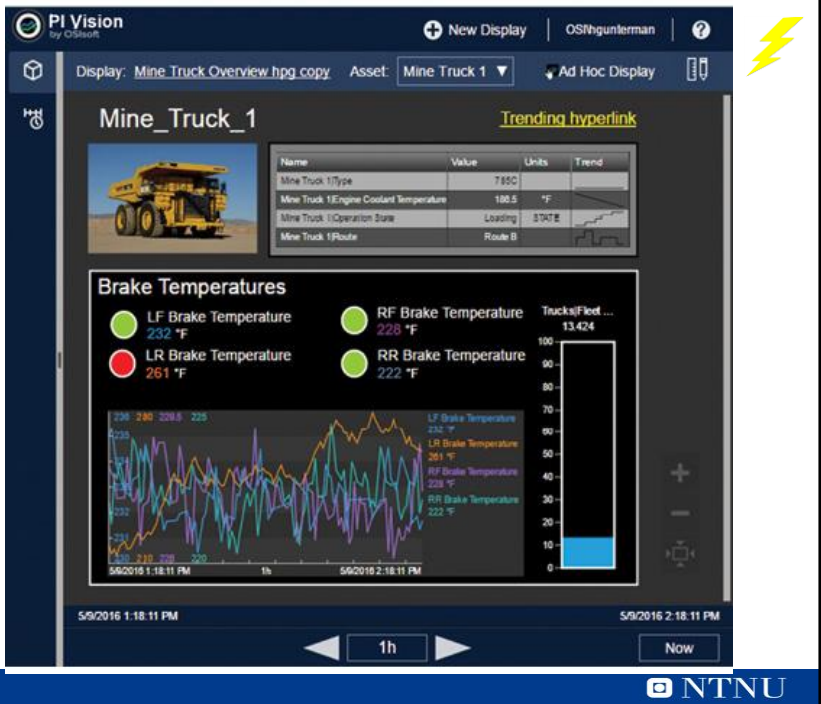 PI Vision
by OSIsoft
New Display
OSI\hgunterman
?
Display: Mine Truck Overview hpg copy Asset: Mine Truck 1 ▼ Ad Hoc Display
Mine_Truck_1
Trending hyperlink
Name Value Units Trend
Mine Truck 1|Type 785C
Mine Truck 1|Engine Coolant Temperature 186.5 °F
Mine Truck 1|Operation State Loading STATE
Mine Truck 1|Route Route B
Brake Temperatures
LF Brake Temperature
232 °F
RF Brake Temperature
228 °F
LR Brake Temperature
261 °F
RR Brake Temperature
222 °F
Trucks|Fleet ...
13.424
100
90
80
70
60
50
40
30
20
10
0
236 280 229.5 225
235
232
231
230 210 226 220
LF Brake Temperature
232 °F
LR Brake Temperature
261 °F
RF Brake Temperature
228 °F
RR Brake Temperature
222 °F
5/9/2016 1:18:11 PM 1h 5/9/2016 2:18:11 PM
5/9/2016 1:18:11 PM 5/9/2016 2:18:11 PM
1h
Now
NTNU